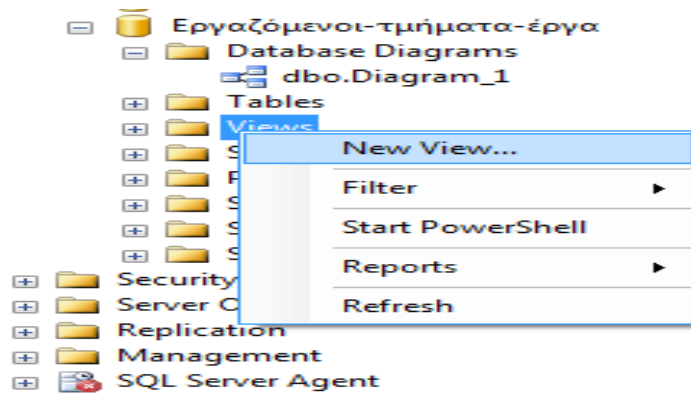 Εργαζόμενοι-τμήματα-έργα
Database Diagrams
dbo.Diagram_1
Tables
Views
New View...
Filter
Start PowerShell
Reports
Refresh
Security
Server
Replication
Management
SQL Server Agent